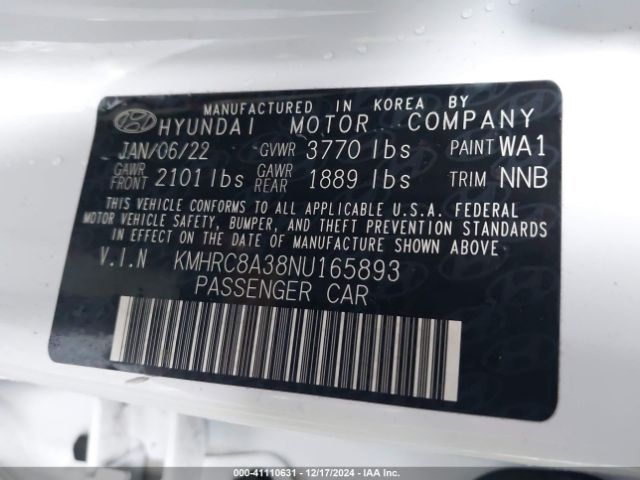 MANUFACTURED IN KOREA BY
HYUNDAI MOTOR COMPANY
JAN/06/22 GVWR 3770 lbs PAINT WA1
GAWR FRONT 2101 lbs GAWR REAR 1889 lbs TRIM NNB
THIS VEHICLE CONFORMS TO ALL APPLICABLE U.S.A. FEDERAL
MOTOR VEHICLE SAFETY, BUMPER, AND THEFT PREVENTION STANDARDS
IN EFFECT ON THE DATE OF MANUFACTURE SHOWN ABOVE
V.I.N KMHRC8A38NU165893
PASSENGER CAR
000-41110631 - 12/17/2024 - IAA Inc.